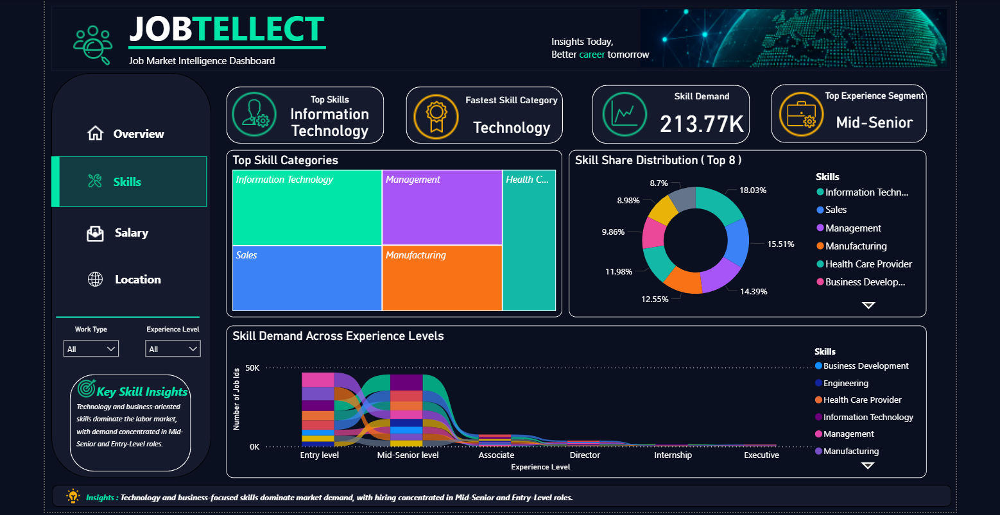 JOBTELLECT
Job Market Intelligence Dashboard
Insights Today,
Better career tomorrow
Overview
Skills
Salary
Location
Work Type
All
Experience Level
All
Key Skill Insights
Technology and business-oriented
skills dominate the labor market,
with demand concentrated in Mid-
Senior and Entry-Level roles.
Top Skills
Information
Technology
Fastest Skill Category
Technology
Skill Demand
213.77K
Top Experience Segment
Mid-Senior
Top Skill Categories
Information Technology
Management
Health C...
Sales
Manufacturing
Skill Share Distribution ( Top 8 )
18.03%
15.51%
14.39%
12.55%
11.98%
9.86%
8.98%
8.7%
Skills
Information Techn...
Sales
Management
Manufacturing
Health Care Provider
Business Develop...
Skill Demand Across Experience Levels
Number of Job Ids
50K
0K
Entry level
Mid-Senior level
Associate
Director
Internship
Executive
Experience Level
Skills
Business Development
Engineering
Health Care Provider
Information Technology
Management
Manufacturing
Insights : Technology and business-focused skills dominate market demand, with hiring concentrated in Mid-Senior and Entry-Level roles.